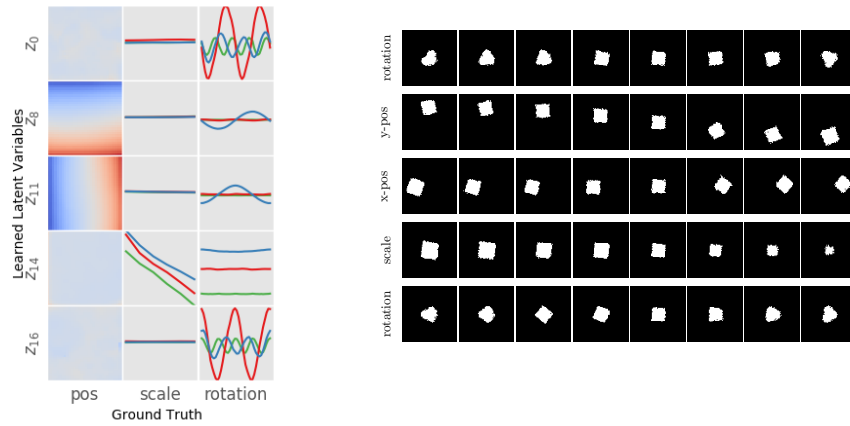 Learned Latent Variables
Z0
Z8
Z11
Z14
Z16
pos scale rotation
Ground Truth
rotation
y-pos
x-pos
scale
rotation